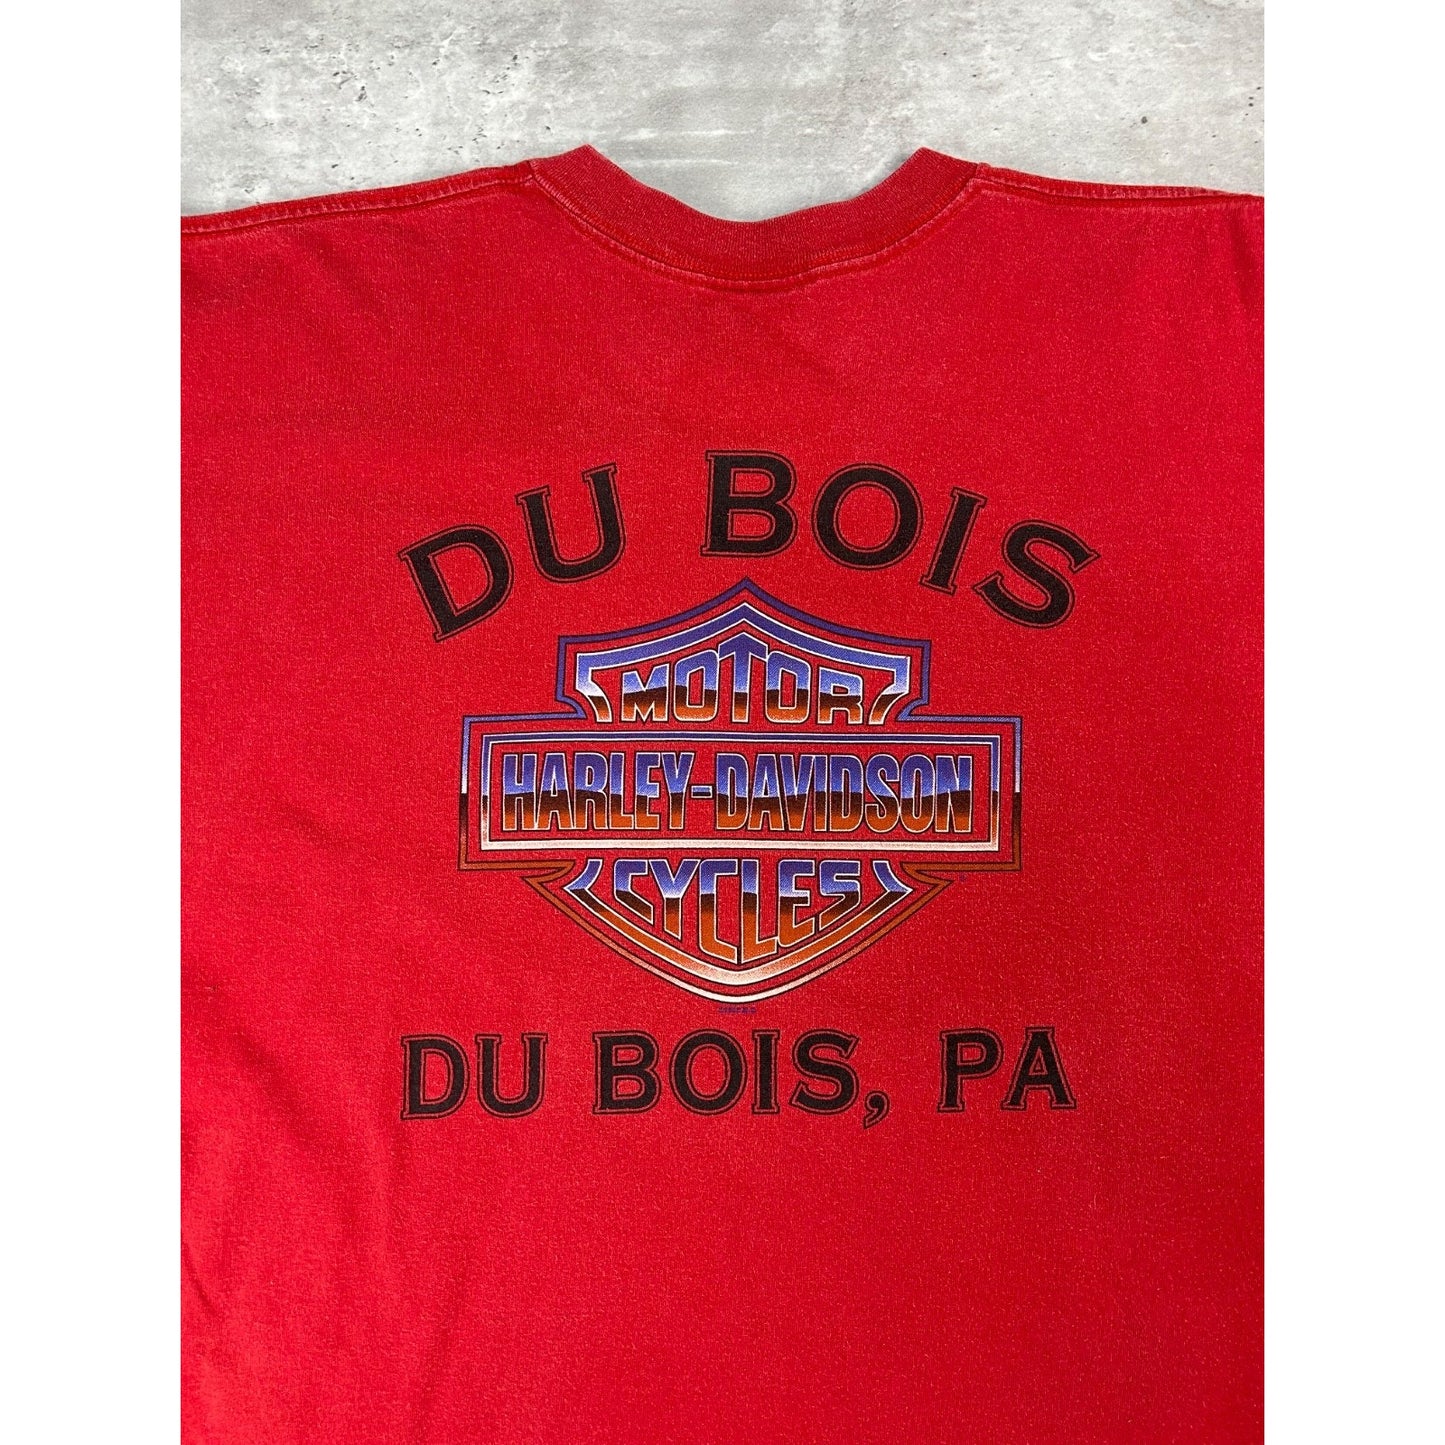 DU BOIS
MOTOR
HARLEY-DAVIDSON
CYCLES
DU BOIS, PA